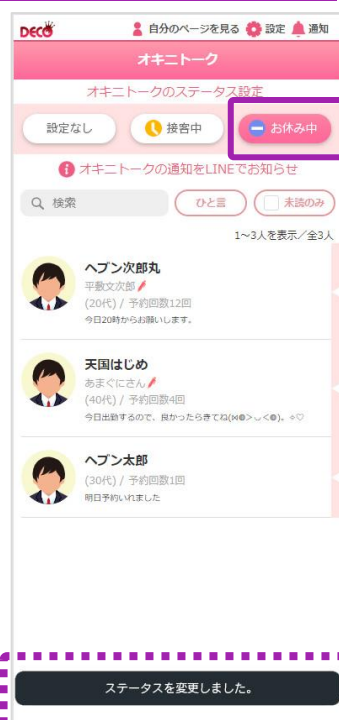 DECO 自分のページを見る 設定 通知
オキニトーク
オキニトークのステータス設定
設定なし 接客中 お休み中
オキニトークの通知をLINEでお知らせ
検索 ひと言 未読のみ
1～3人を表示／全3人
ヘブン次郎丸
平敷文次郎
(20代) / 予約回数12回
今日20時からお願いします。
天国はじめ
あまぐにさん
(40代) / 予約回数4回
今日出勤するので、良かったらきてね(⋈◍＞◡＜◍)。✧♡
ヘブン太郎
(30代) / 予約回数1回
明日予約いれました
ステータスを変更しました。